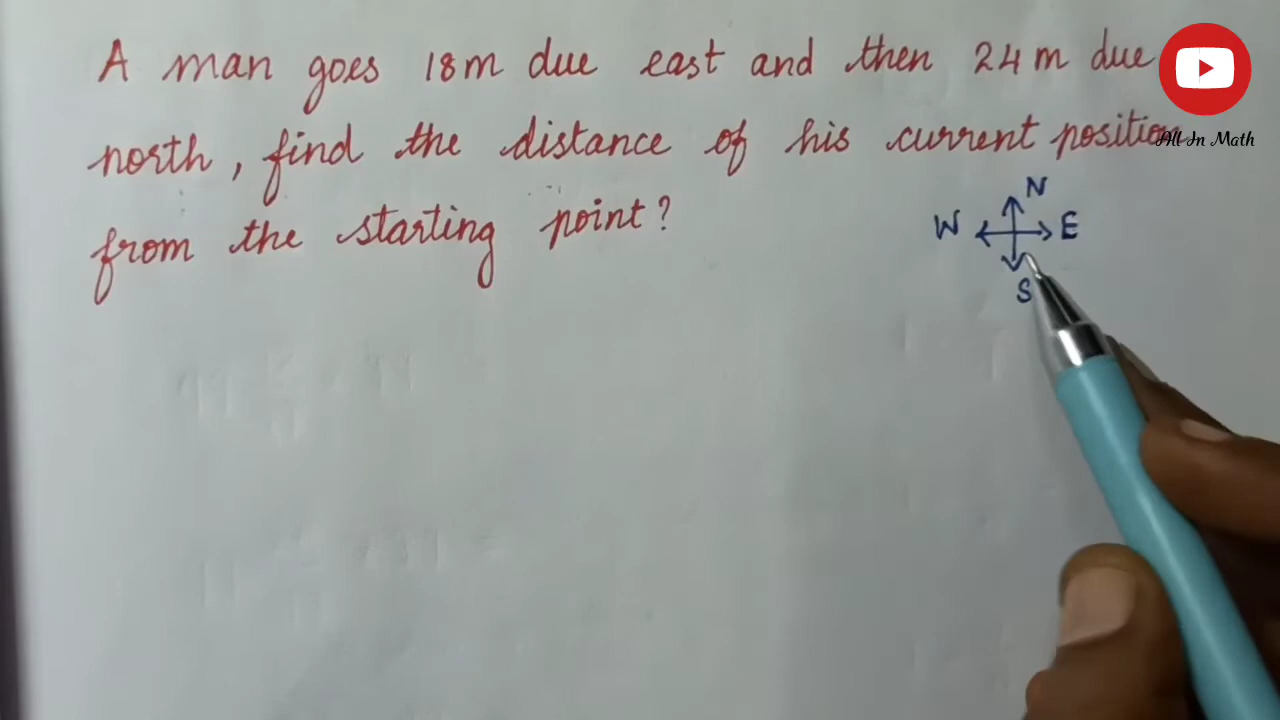 A man goes 18m due east and then 24m due
north, find the distance of his current position
from the starting point?
N
W E
S
All In Math